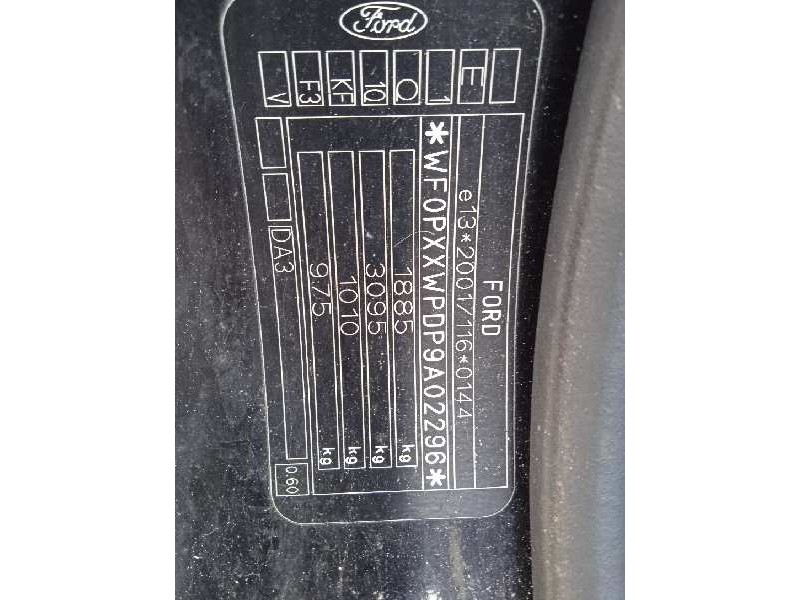 Ford
FORD
e13*2001/116*0144
*WF0PXXWPDP9A02296*
1885 kg
3095 kg
1010 kg
975 kg
DA3 0.60
E
1
Q
10
KF
F3
V